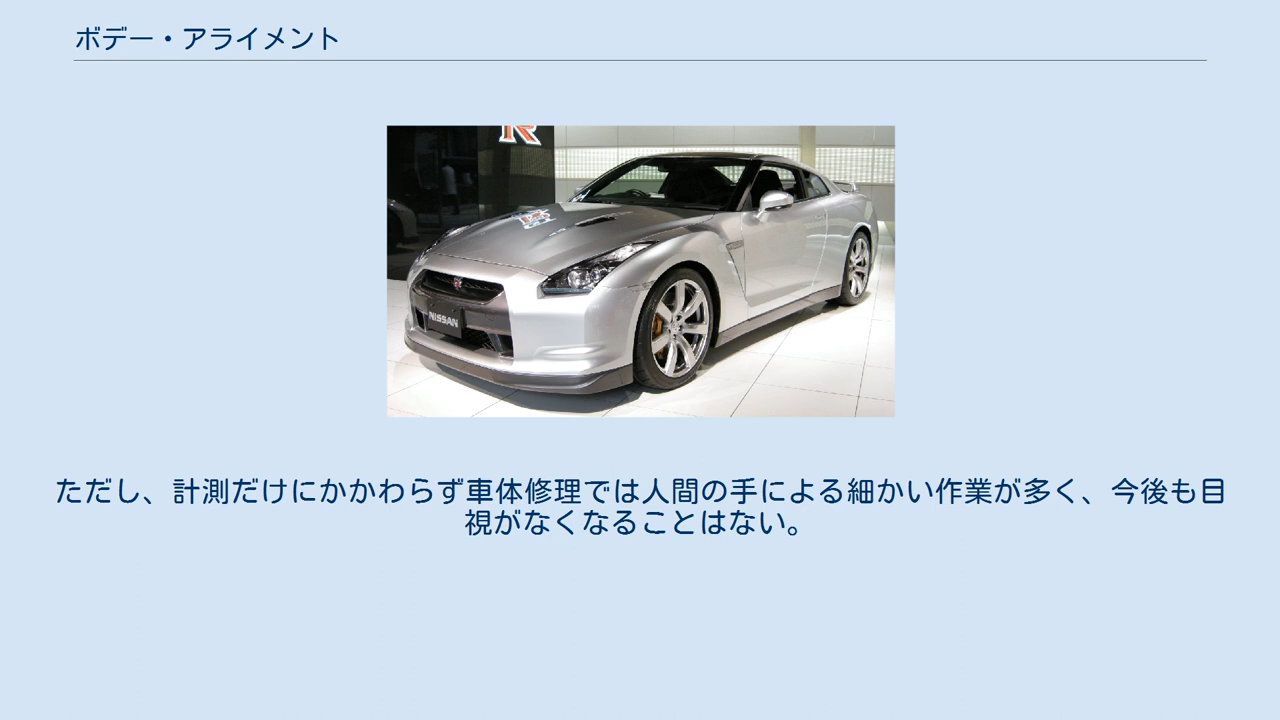 ボデー・アライメント
R
NISSAN
ただし、計測だけにかかわらず車体修理では人間の手による細かい作業が多く、今後も目
視がなくなることはない。